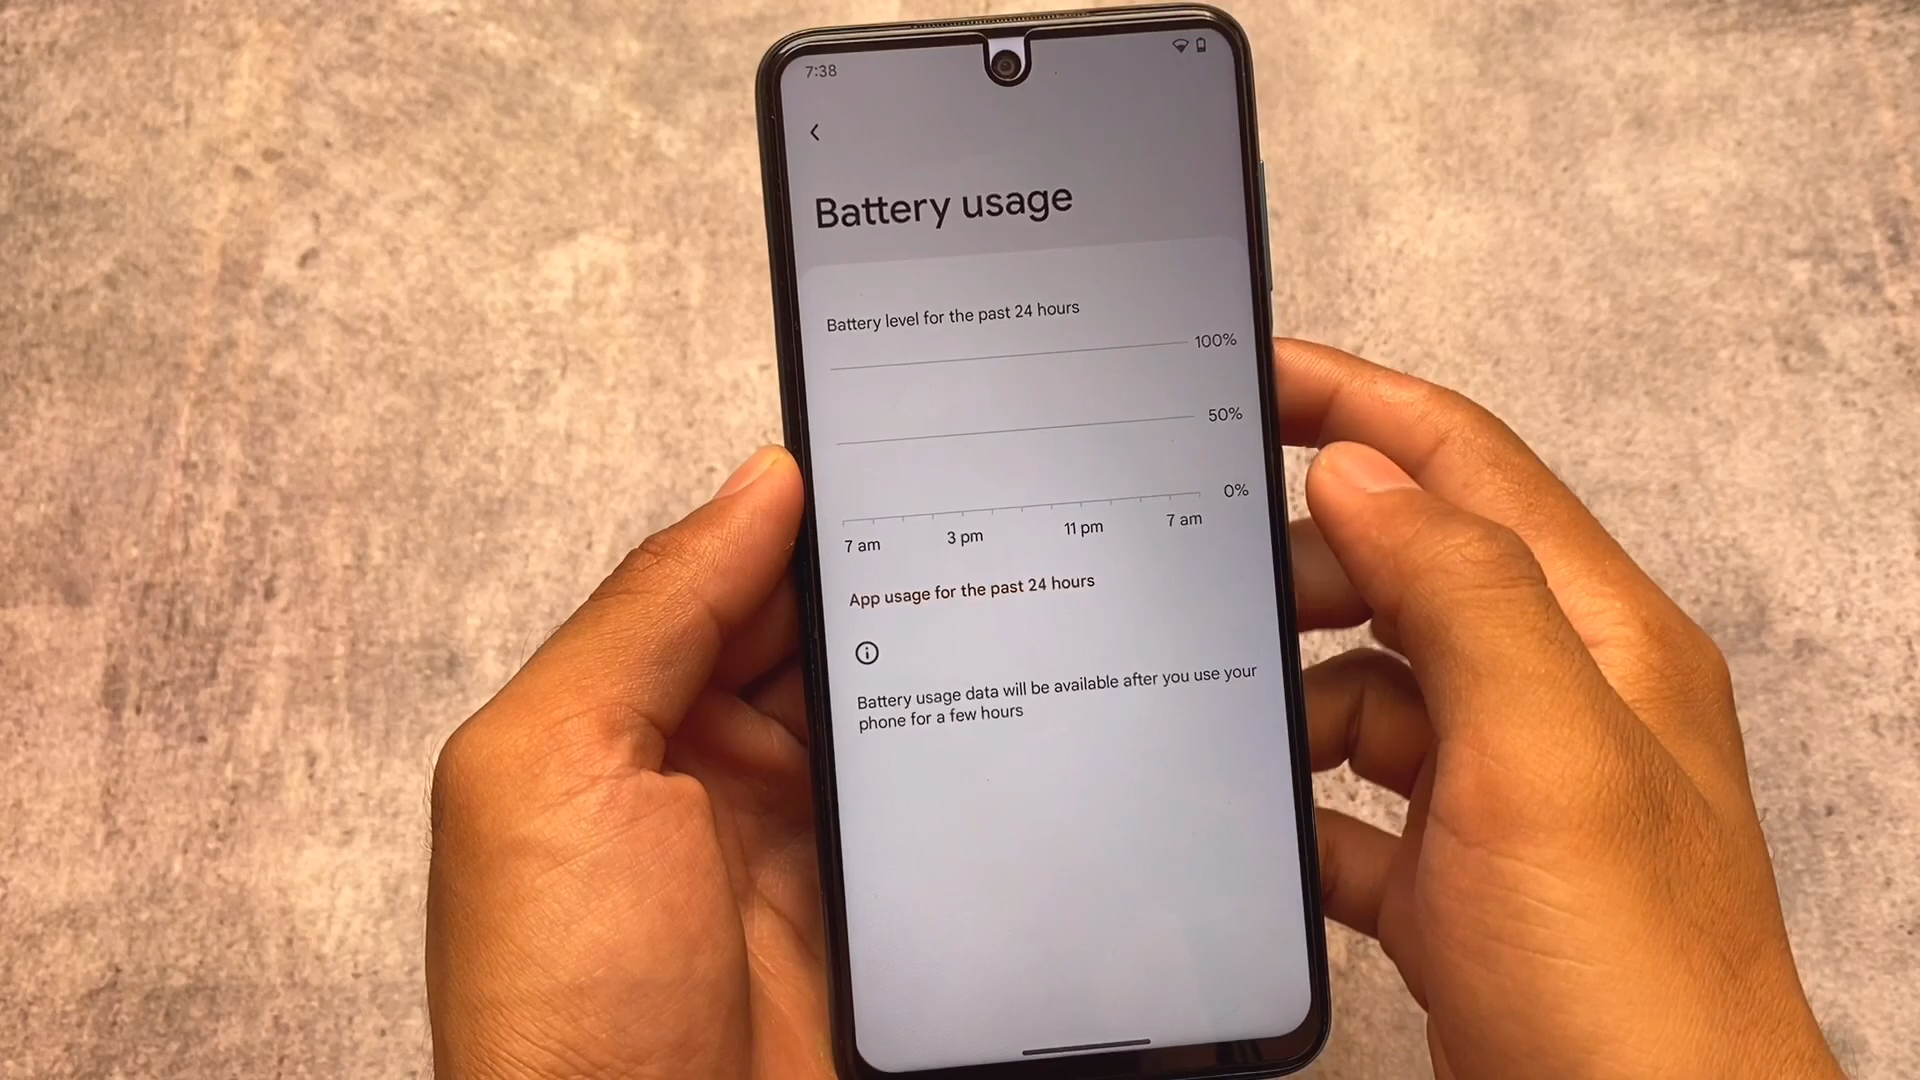 7:38
Battery usage
Battery level for the past 24 hours
100%
50%
0%
7 am 3 pm 11 pm 7 am
App usage for the past 24 hours
Battery usage data will be available after you use your
phone for a few hours